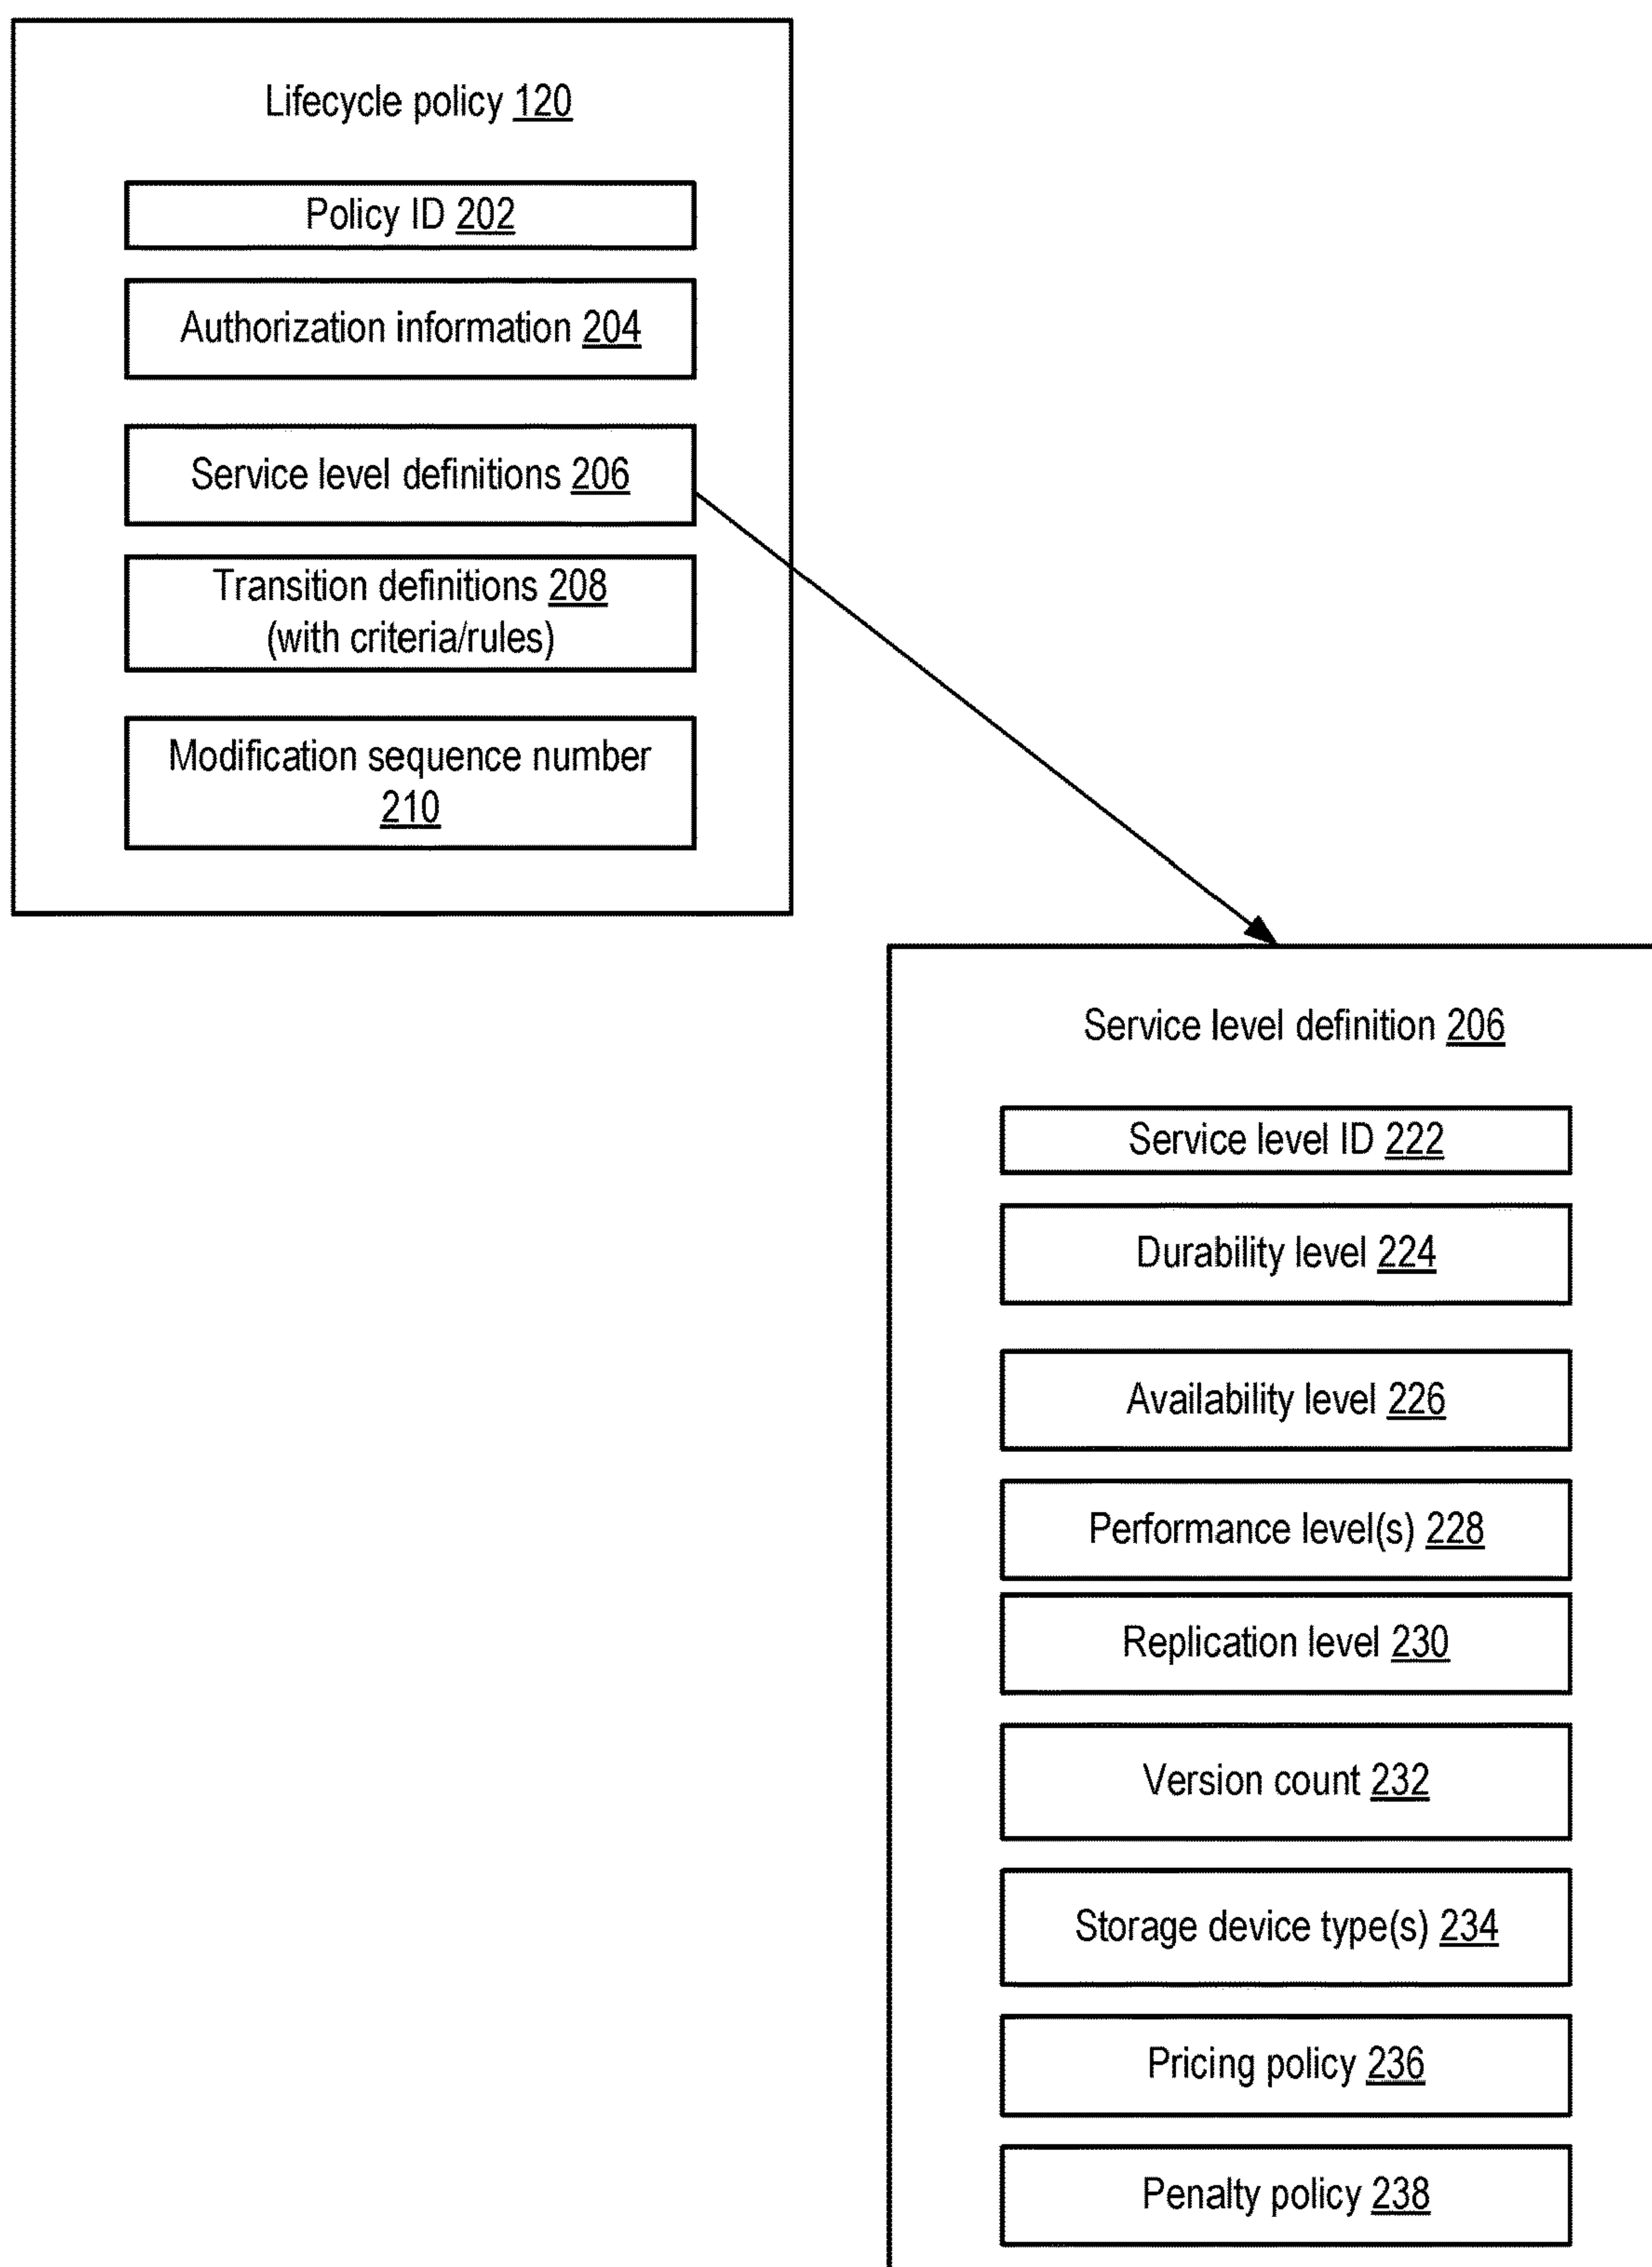 Lifecycle policy 120
Policy ID 202
Authorization information 204
Service level definitions 206
Transition definitions 208
(with criteria/rules)
Modification sequence number
210
Service level definition 206
Service level ID 222
Durability level 224
Availability level 226
Performance level(s) 228
Replication level 230
Version count 232
Storage device type(s) 234
Pricing policy 236
Penalty policy 238